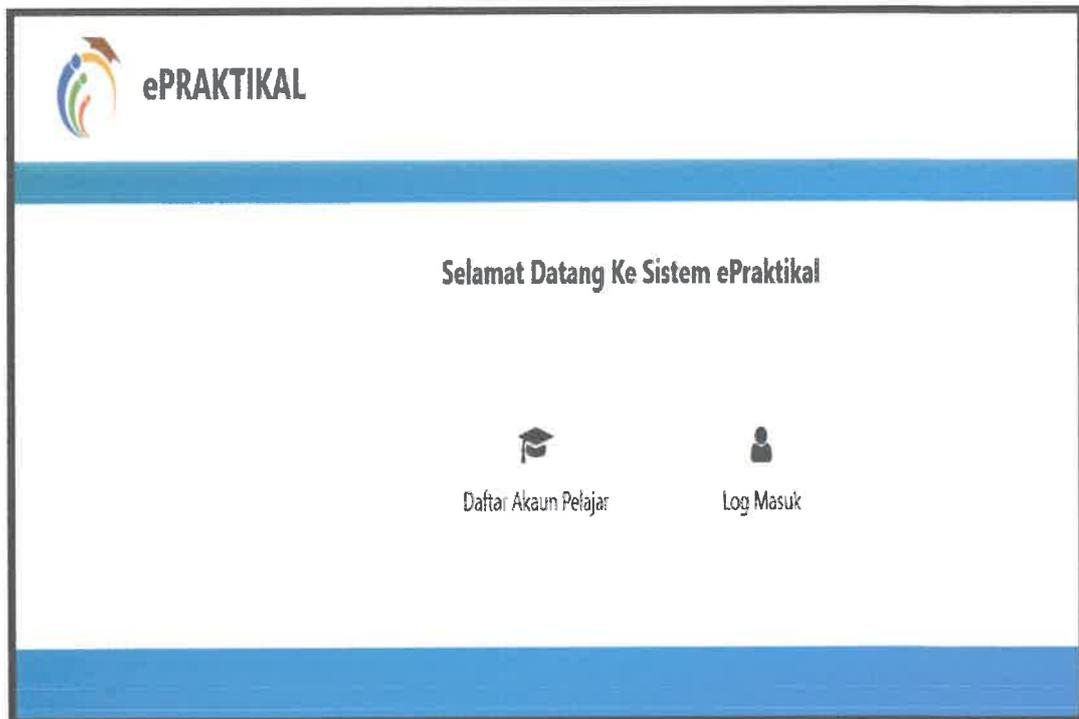 ePRAKTIKAL
Selamat Datang Ke Sistem ePraktikal
Daftar Akaun Pelajar
Log Masuk